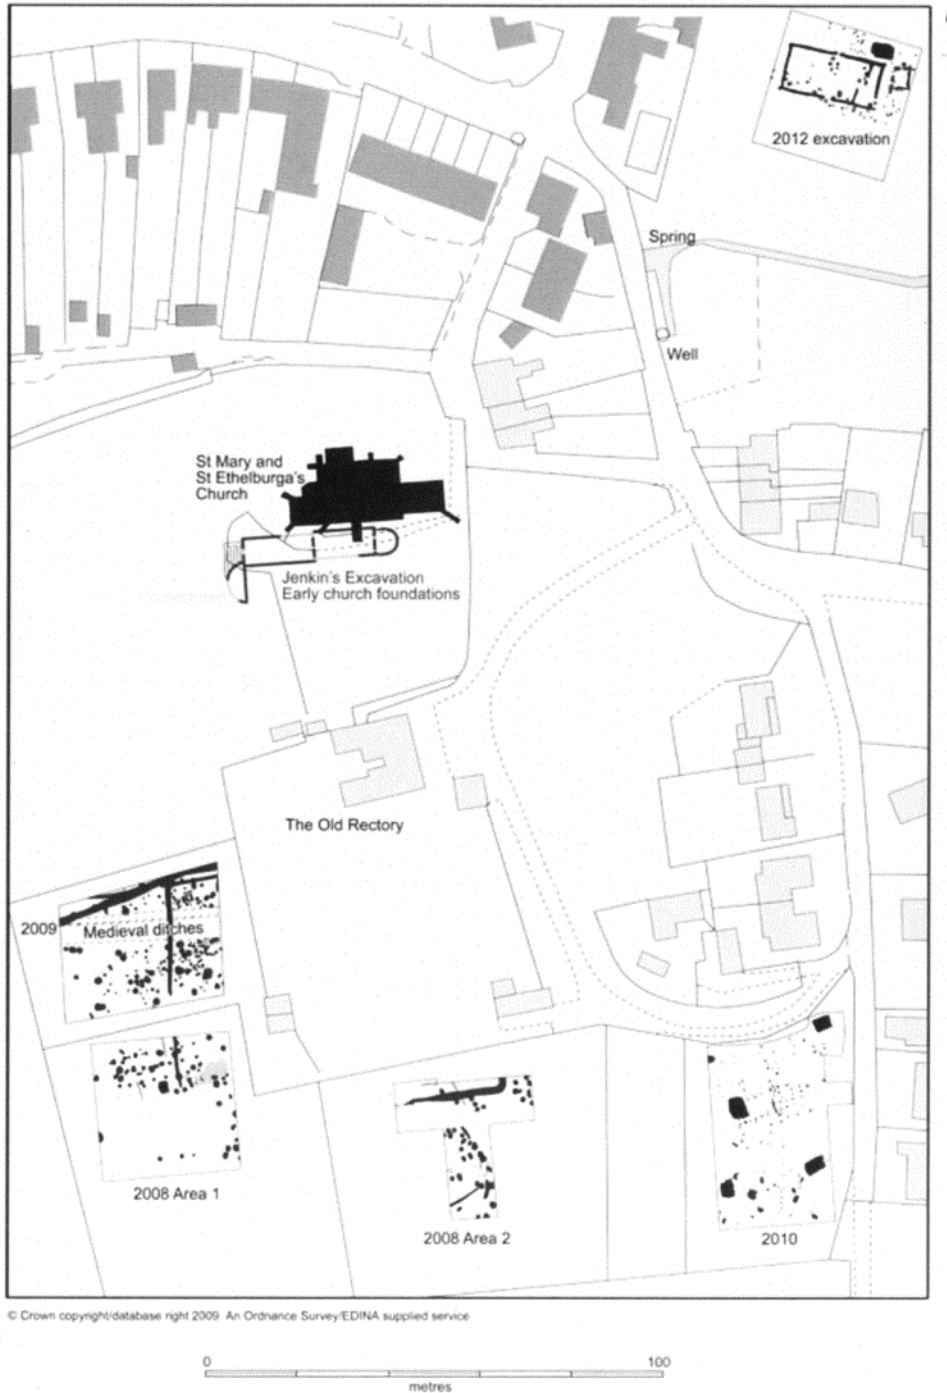 2012 excavation
Spring
Well
St Mary and
St Ethelburga's
Church
Jenkin's Excavation
Early church foundations
The Old Rectory
2009
Medieval ditches
2008 Area 1
2008 Area 2
2010
© Crown copyright/database right 2009. An Ordnance Survey/EDINA supplied service
0
100
metres